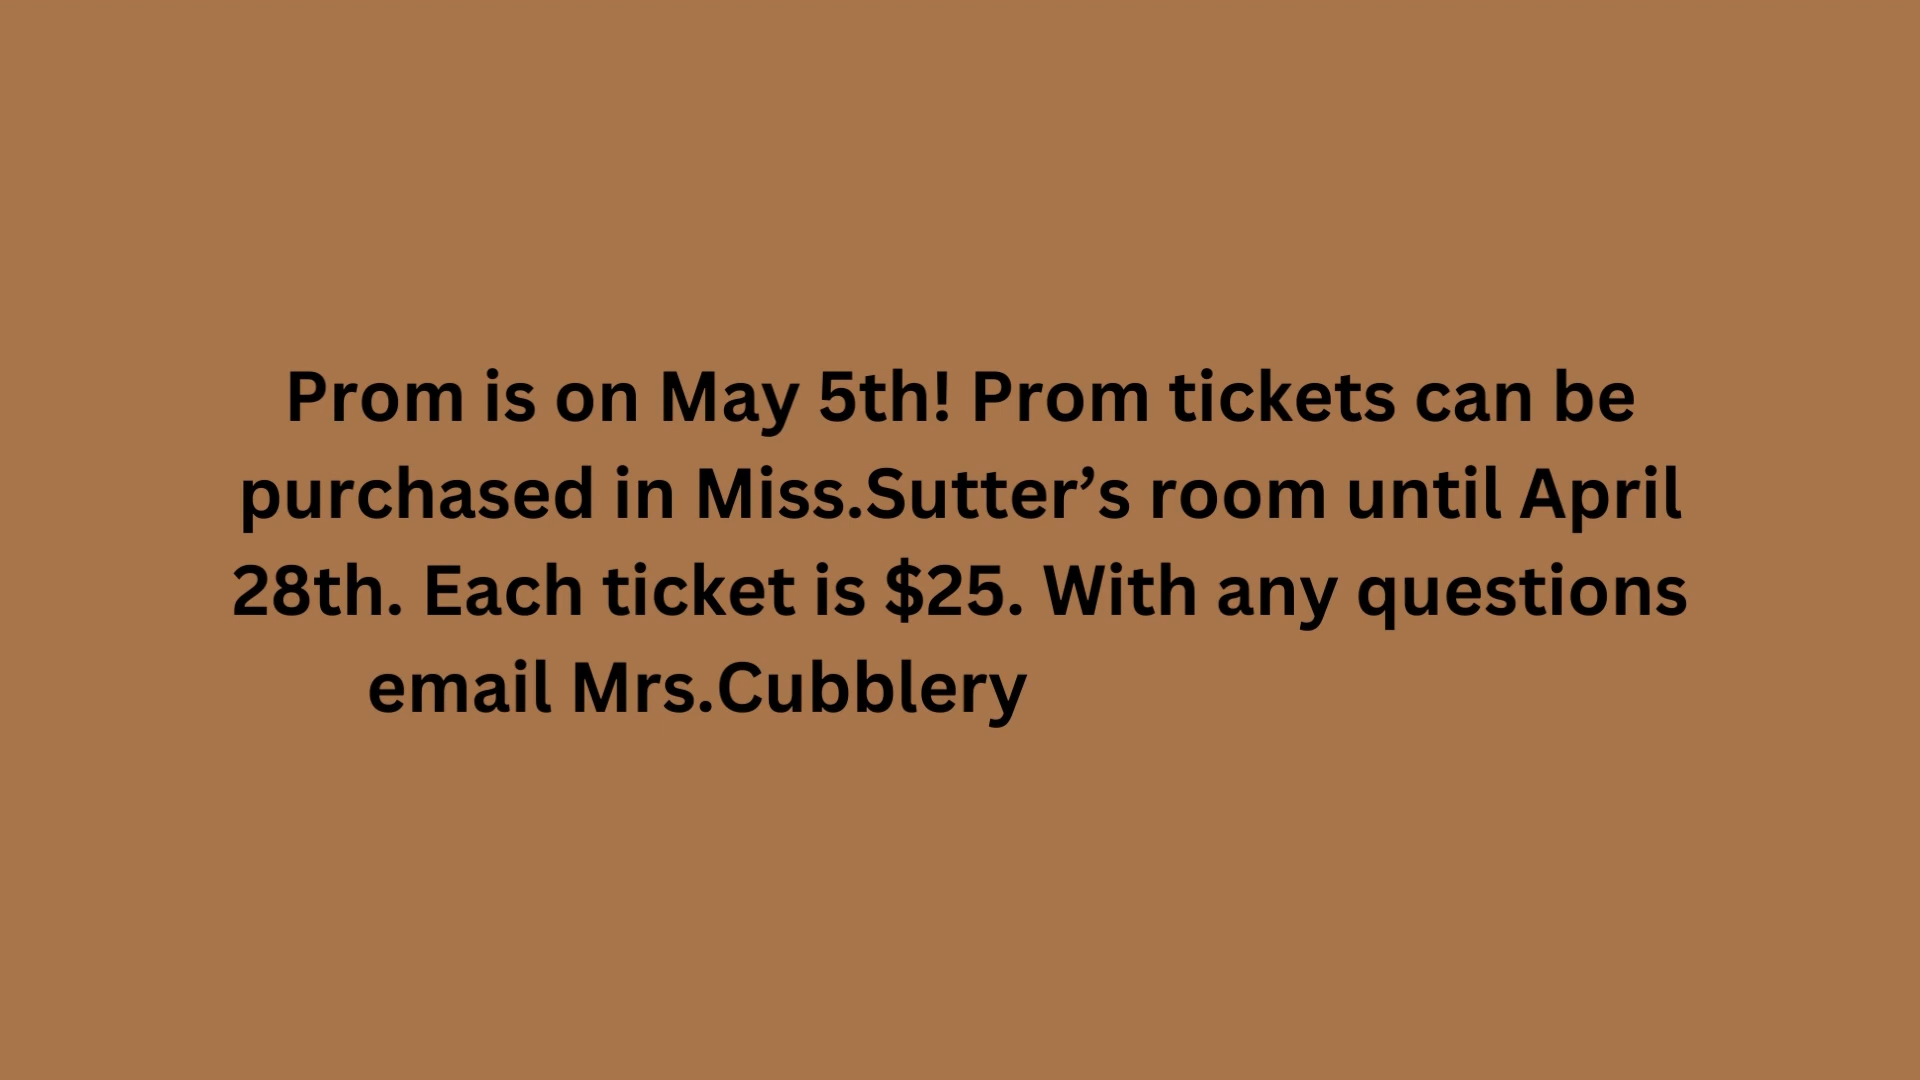 Prom is on May 5th! Prom tickets can be
purchased in Miss.Sutter’s room until April
28th. Each ticket is $25. With any questions
email Mrs.Cubblery